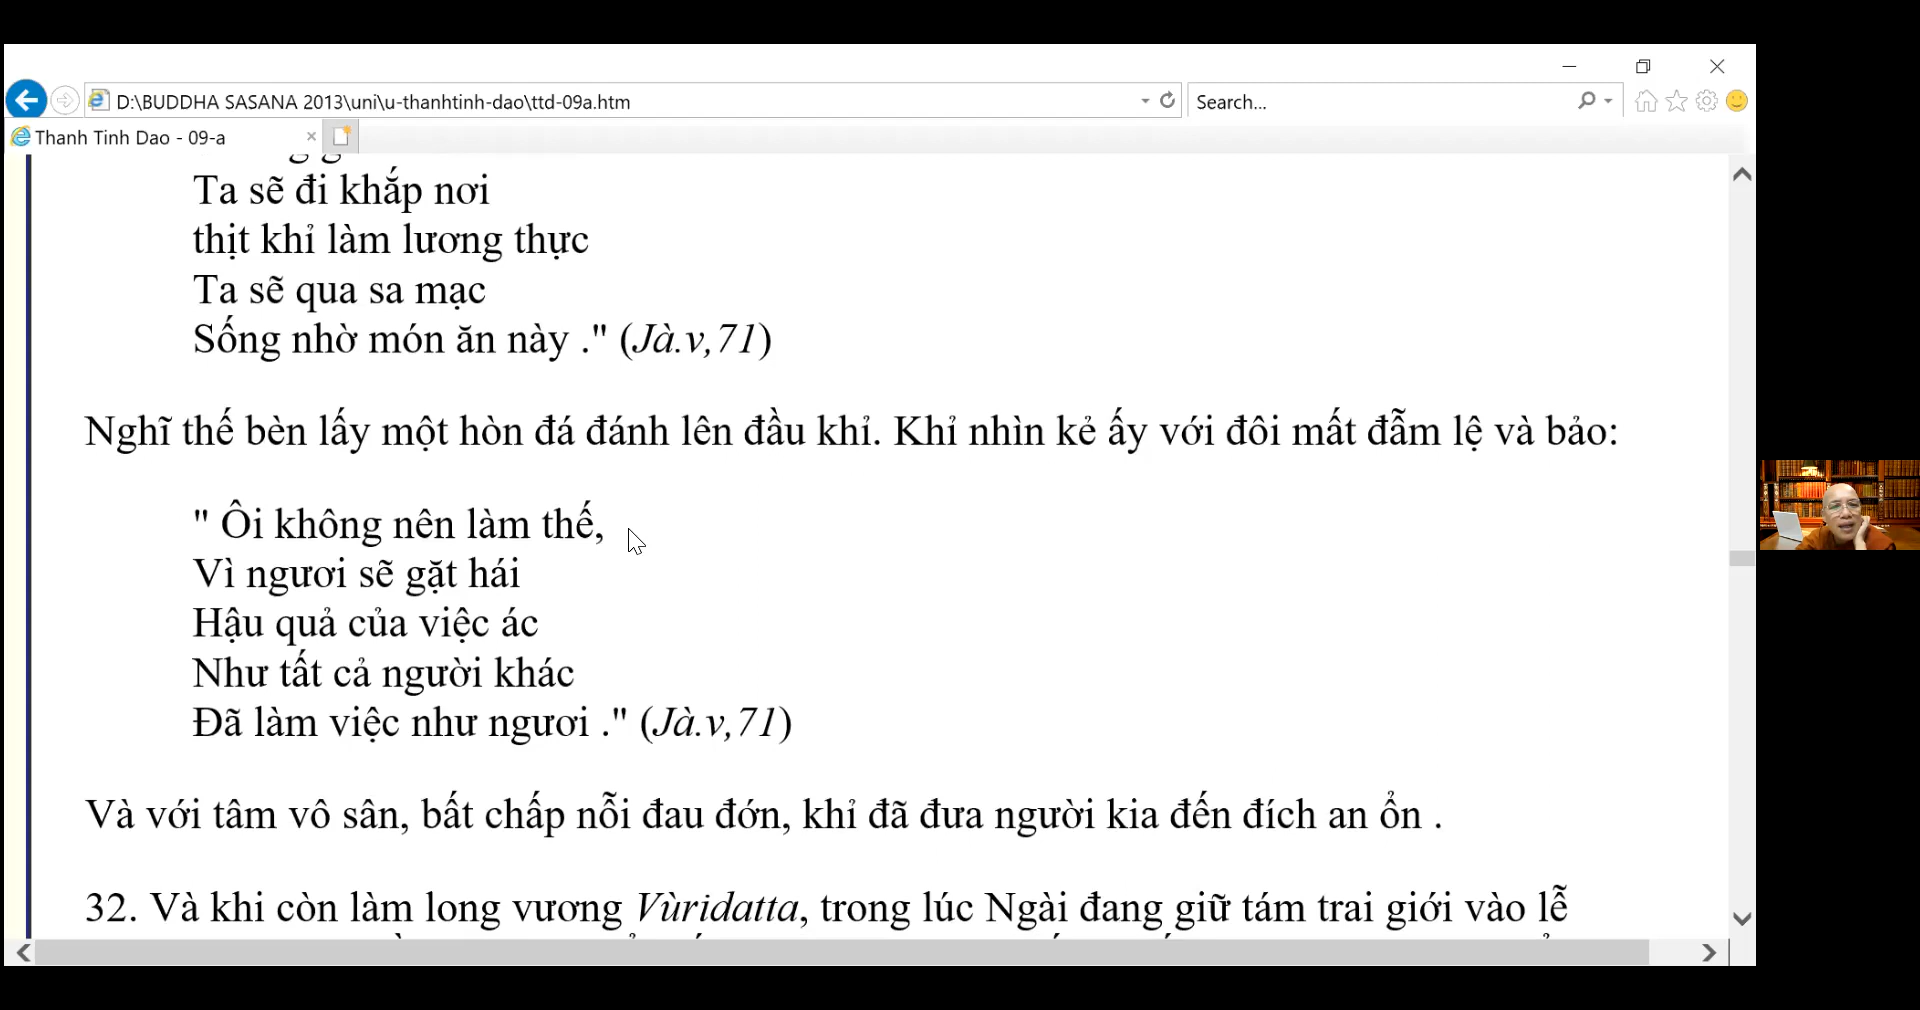 D:\BUDDHA SASANA 2013\uni\u-thanhtinh-dao\ttd-09a.htm
Search...
Thanh Tinh Dao - 09-a
Ta sẽ đi khắp nơi
thịt khỉ làm lương thực
Ta sẽ qua sa mạc
Sống nhờ món ăn này ." (Jà.v,71)
Nghĩ thế bèn lấy một hòn đá đánh lên đầu khỉ. Khỉ nhìn kẻ ấy với đôi mất đẫm lệ và bảo:
" Ôi không nên làm thế,
Vì ngươi sẽ gặt hái
Hậu quả của việc ác
Như tất cả người khác
Đã làm việc như ngươi ." (Jà.v,71)
Và với tâm vô sân, bất chấp nỗi đau đớn, khỉ đã đưa người kia đến đích an ổn .
32. Và khi còn làm long vương Vùridatta, trong lúc Ngài đang giữ tám trai giới vào lễ